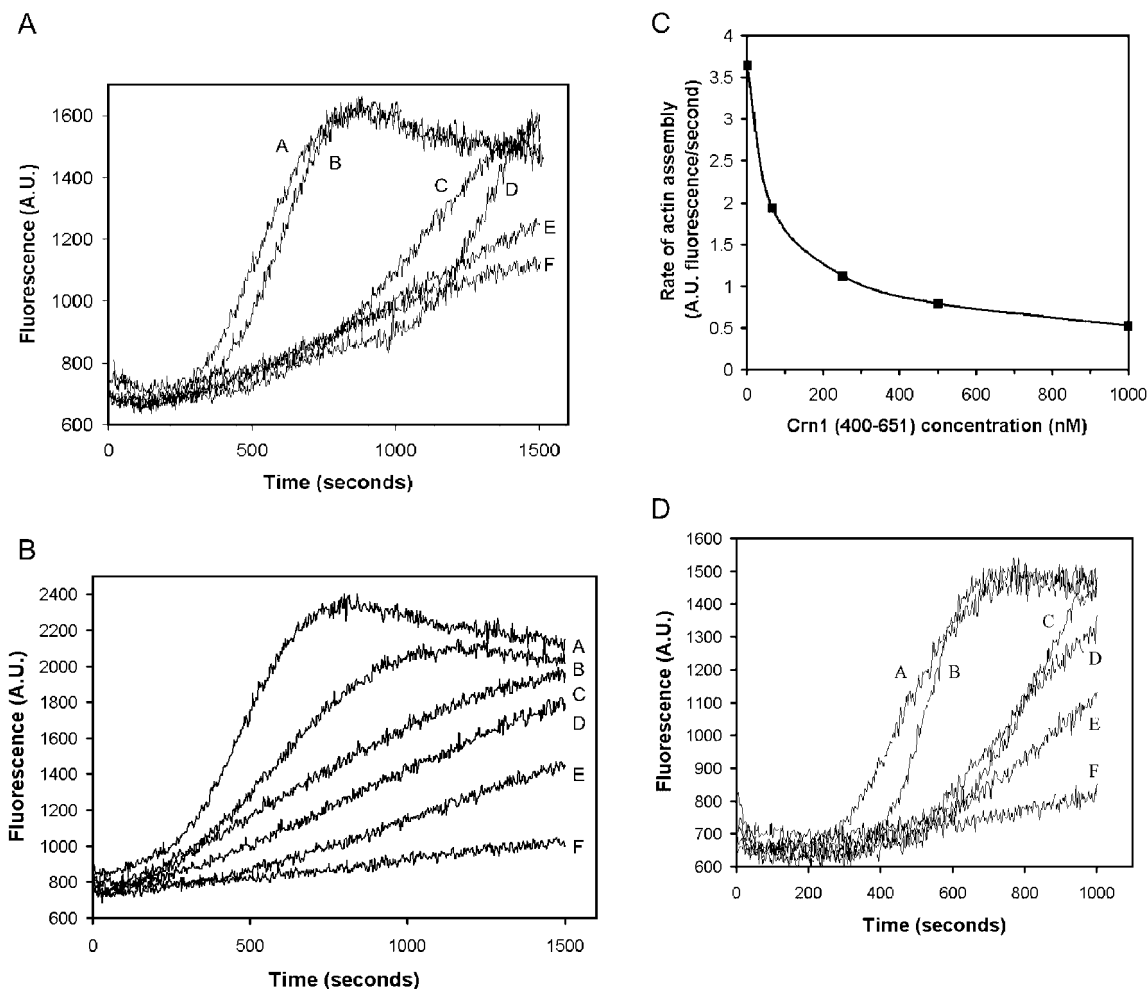 A
Fluorescence (A.U.)
1600
1400
1200
1000
800
600
A
B
C
D
E
F
0
500
1000
1500
Time (seconds)
B
Fluorescence (A.U.)
2400
2200
2000
1800
1600
1400
1200
1000
800
600
A
B
C
D
E
F
0
500
1000
1500
Time (seconds)
C
Rate of actin assembly
(A.U. fluorescence/second)
4
3.5
3
2.5
2
1.5
1
0.5
0
0
200
400
600
800
1000
Crn1 (400-651) concentration (nM)
D
Fluorescence (A.U.)
1600
1500
1400
1300
1200
1100
1000
900
800
700
600
A
B
C
D
E
F
0
200
400
600
800
1000
Time (seconds)